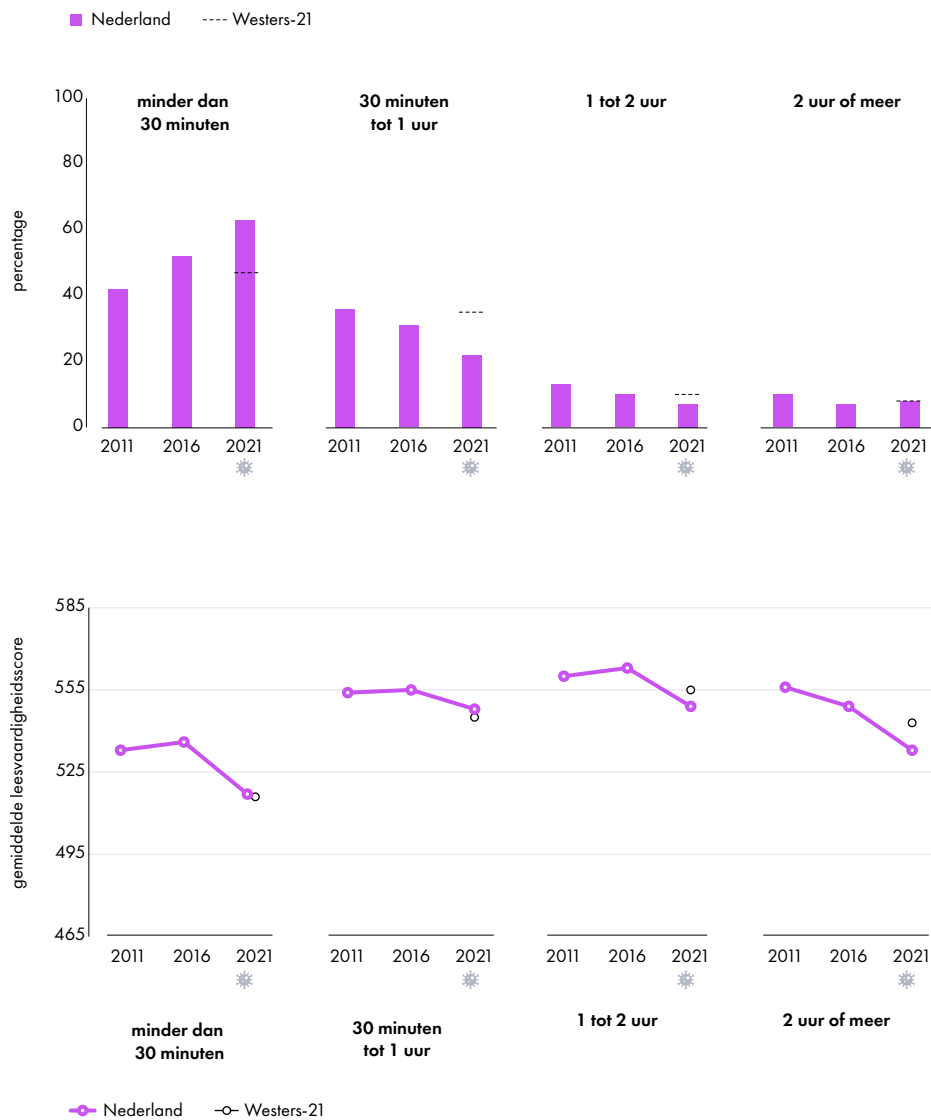 Nederland Westers-21
minder dan 30 minuten tot 1 uur 1 tot 2 uur 2 uur of meer
30 minuten
100
80
60
40
20
0
percentage
2011 2016 2021 2011 2016 2021 2011 2016 2021 2011 2016 2021
585
555
525
495
465
gemiddelde leesvaardigheidsscore
2011 2016 2021 2011 2016 2021 2011 2016 2021 2011 2016 2021
minder dan
30 minuten
30 minuten
tot 1 uur
1 tot 2 uur
2 uur of meer
Nederland Westers-21